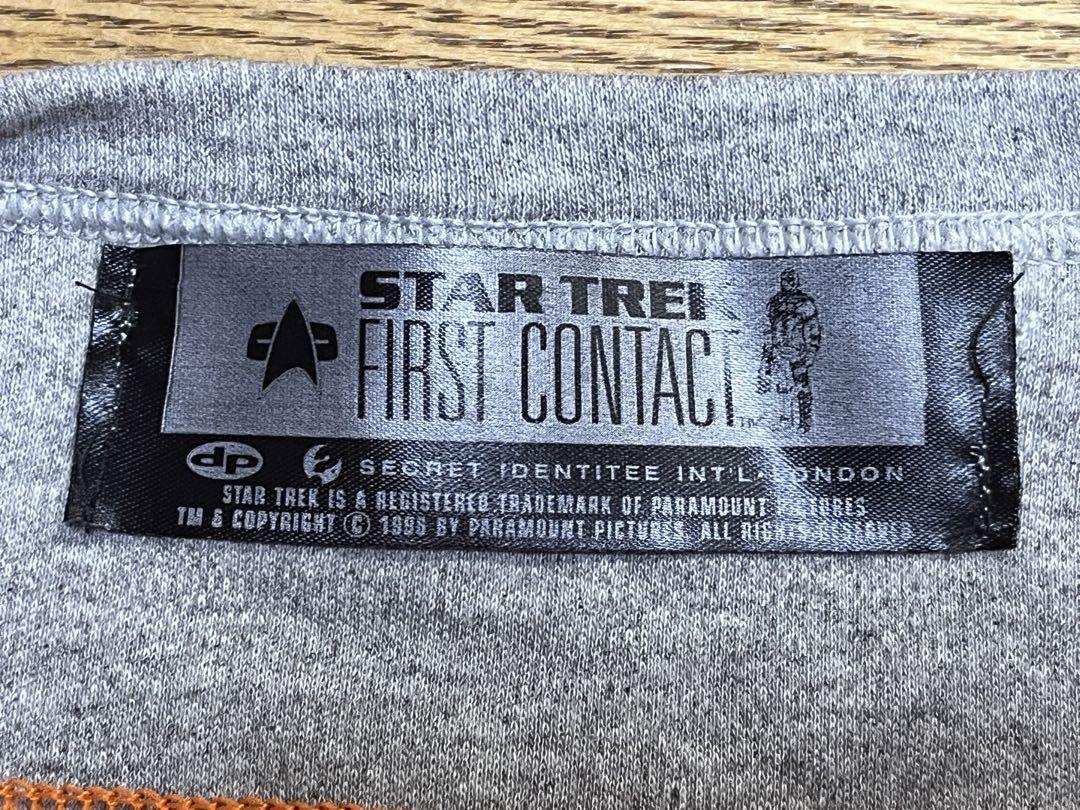 STAR TREK
FIRST CONTACT
dp SECRET IDENTITEE INT'L. LONDON
STAR TREK IS A REGISTERED TRADEMARK OF PARAMOUNT PICTURES
TM & COPYRIGHT © 1996 BY PARAMOUNT PICTURES. ALL RIGHTS RESERVED